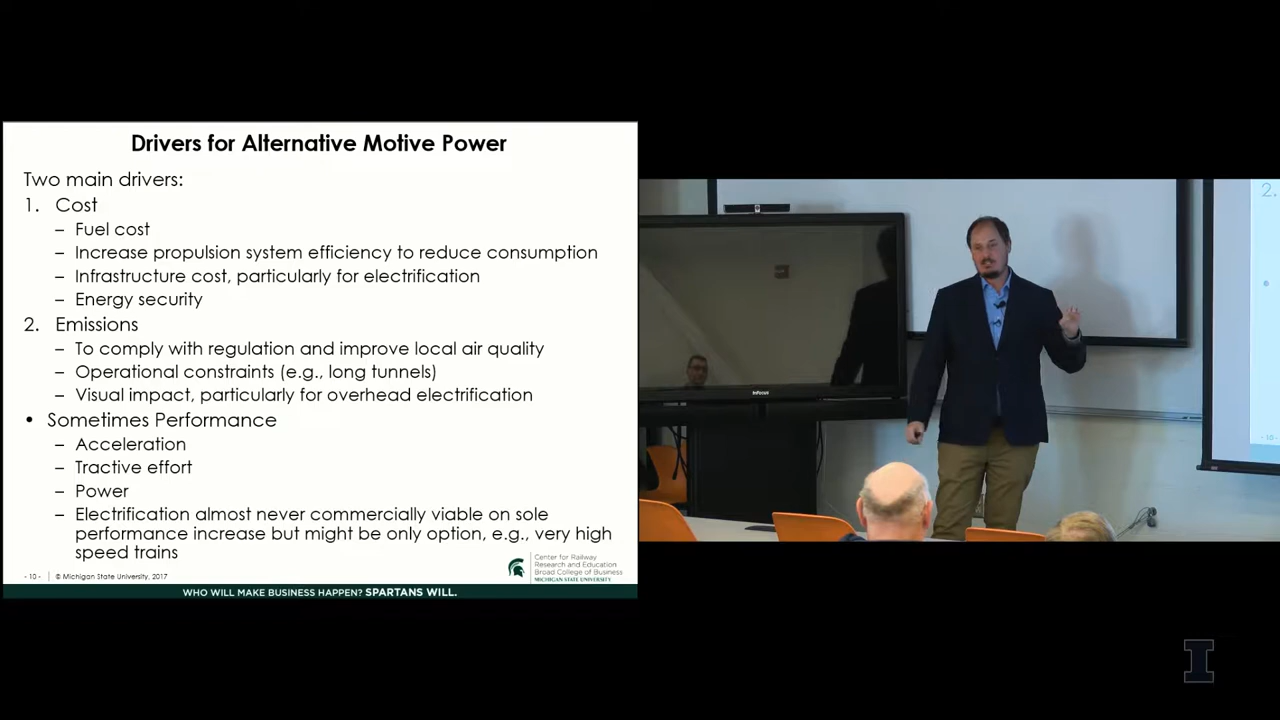 Drivers for Alternative Motive Power
Two main drivers:
1. Cost
– Fuel cost
– Increase propulsion system efficiency to reduce consumption
– Infrastructure cost, particularly for electrification
– Energy security
2. Emissions
– To comply with regulation and improve local air quality
– Operational constraints (e.g., long tunnels)
– Visual impact, particularly for overhead electrification
• Sometimes Performance
– Acceleration
– Tractive effort
– Power
– Electrification almost never commercially viable on sole
performance increase but might be only option, e.g., very high
speed trains
- 10 - | © Michigan State University, 2017
Center for Railway
Research and Education
Broad College of Business
MICHIGAN STATE UNIVERSITY
WHO WILL MAKE BUSINESS HAPPEN? SPARTANS WILL.
InFocus
2.
- 10 -
I